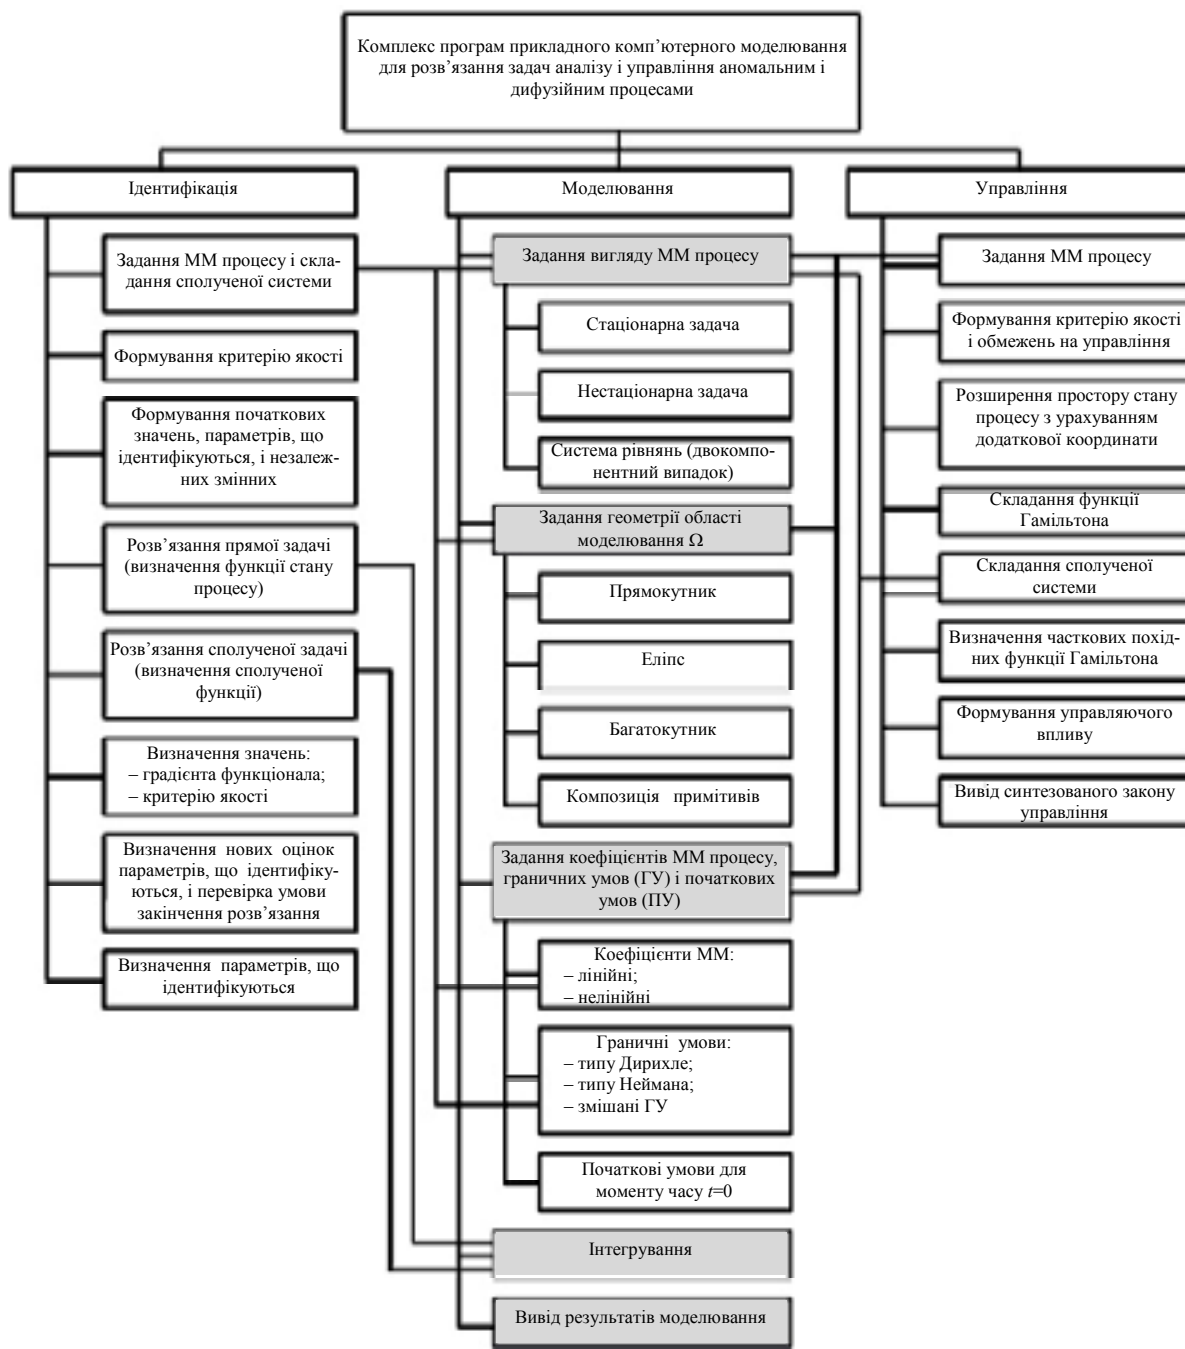 Комплекс програм прикладного комп’ютерного моделювання
для розв’язання задач аналізу і управління аномальним і
дифузійним процесами
Ідентифікація
Задання ММ процесу і скла-
дання сполученої системи
Формування критерію якості
Формування початкових
значень, параметрів, що
ідентифікуються, і незалеж-
них змінних
Розв’язання прямої задачі
(визначення функції стану
процесу)
Розв’язання сполученої задачі
(визначення сполученої
функції)
Визначення значень:
– градієнта функціонала;
– критерію якості
Визначення нових оцінок
параметрів, що ідентифіку-
ються, і перевірка умови
закінчення розв’язання
Визначення параметрів, що
ідентифікуються
Моделювання
Задання вигляду ММ процесу
Стаціонарна задача
Нестаціонарна задача
Система рівнянь (двокомпо-
нентний випадок)
Задання геометрії області
моделювання Ω
Прямокутник
Еліпс
Багатокутник
Композиція примітивів
Задання коефіцієнтів ММ процесу,
граничних умов (ГУ) і початкових
умов (ПУ)
Коефіцієнти ММ:
– лінійні;
– нелінійні
Граничні умови:
– типу Дирихле;
– типу Неймана;
– змішані ГУ
Початкові умови для
моменту часу t=0
Інтегрування
Вивід результатів моделювання
Управління
Задання ММ процесу
Формування критерію якості
і обмежень на управління
Розширення простору стану
процесу з урахуванням
додаткової координати
Складання функції
Гамільтона
Складання сполученої
системи
Визначення часткових похід-
них функції Гамільтона
Формування управляючого
впливу
Вивід синтезованого закону
управління